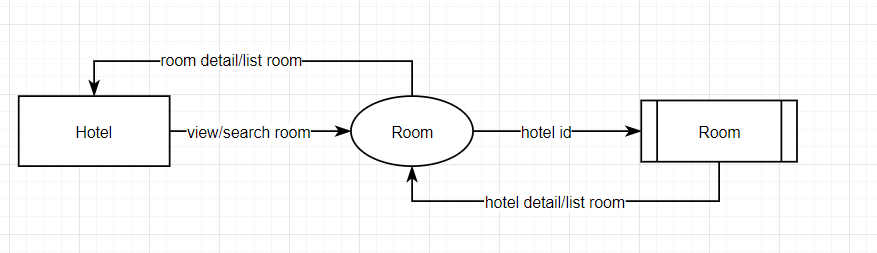 room detail/list room
Hotel
view/search room
Room
hotel id
Room
hotel detail/list room